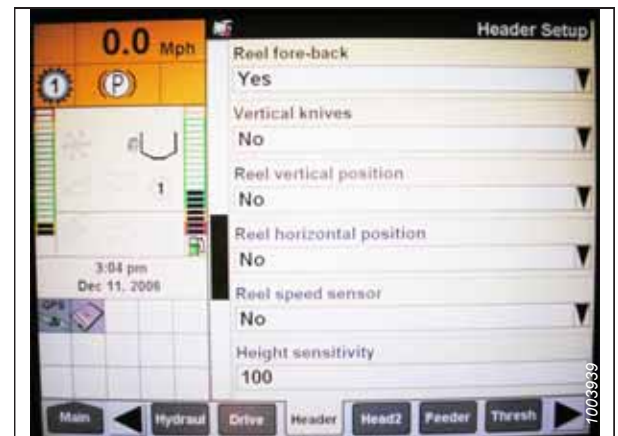 0.0 Mph
Header Setup
Reel fore-back
Yes
1
(P)
Vertical knives
No
Reel vertical position
No
1
Reel horizontal position
No
3:04 pm
Dec 11, 2006
Reel speed sensor
No
GPS
Height sensitivity
100
Main
Hydraul
Drive
Header
Head2
Feeder
Thresh
1003939